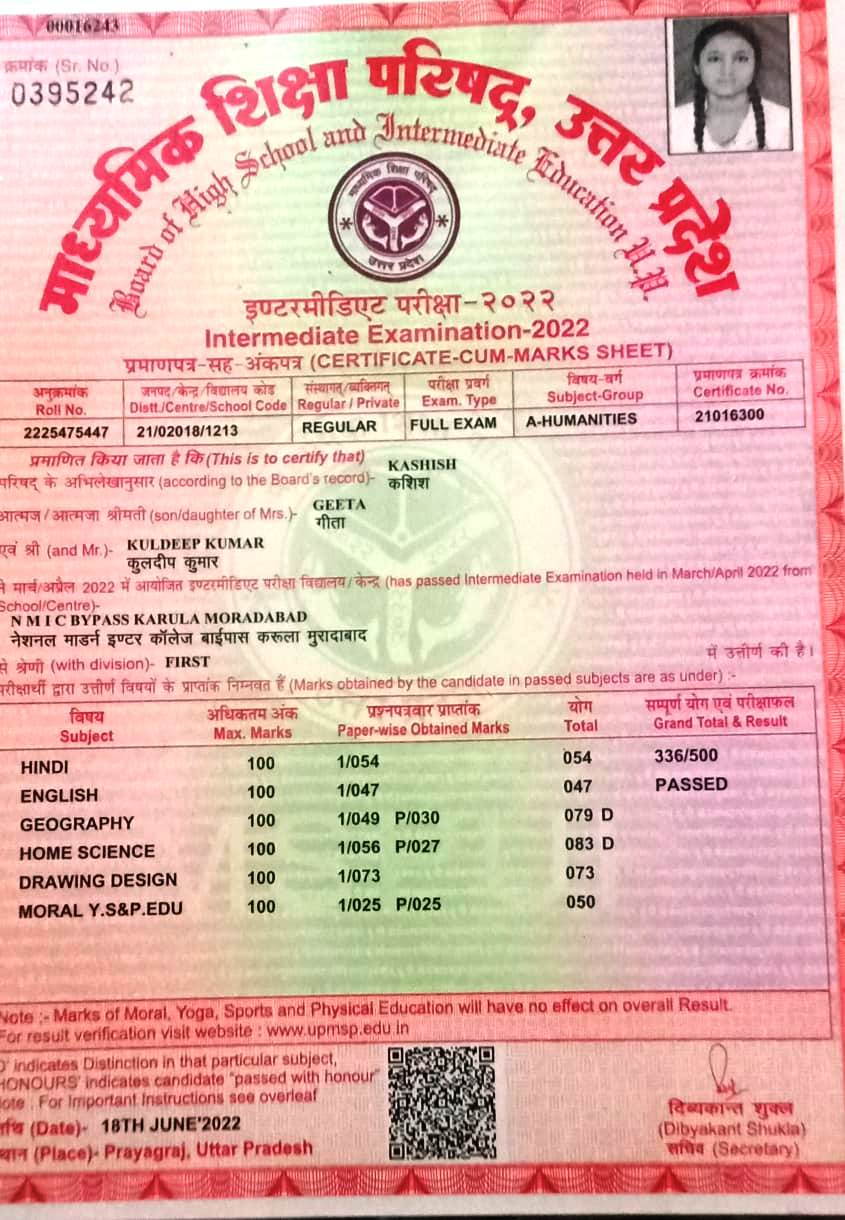 00016243
क्रमांक (Sr. No.)
0395242
माध्यमिक शिक्षा परिषद्, उत्तर प्रदेश
Board of High School and Intermediate Education U.P.
माध्यमिक शिक्षा परिषद्
उत्तर प्रदेश
इण्टरमीडिएट परीक्षा-२०२२
Intermediate Examination-2022
प्रमाणपत्र-सह-अंकपत्र (CERTIFICATE-CUM-MARKS SHEET)
अनुक्रमांक जनपद/केन्द्र/विद्यालय कोड संस्थागत/व्यक्तिगत परीक्षा प्रवर्ग विषय-वर्ग प्रमाणपत्र क्रमांक
Roll No. Distt./Centre/School Code Regular / Private Exam. Type Subject-Group Certificate No.
2225475447 21/02018/1213 REGULAR FULL EXAM A-HUMANITIES 21016300
प्रमाणित किया जाता है कि (This is to certify that) KASHISH
परिषद् के अभिलेखानुसार (according to the Board's record)- कशिश
आत्मज/आत्मजा श्रीमती (son/daughter of Mrs.)- GEETA
गीता
एवं श्री (and Mr.)- KULDEEP KUMAR
कुलदीप कुमार
ने मार्च/अप्रैल 2022 में आयोजित इण्टरमीडिएट परीक्षा विद्यालय/केन्द्र (has passed Intermediate Examination held in March/April 2022 from
School/Centre)-
N M I C BYPASS KARULA MORADABAD
नेशनल माडर्न इण्टर कॉलेज बाईपास करूला मुरादाबाद
से श्रेणी (with division)- FIRST में उत्तीर्ण की है।
परीक्षार्थी द्वारा उत्तीर्ण विषयों के प्राप्तांक निम्नवत हैं (Marks obtained by the candidate in passed subjects are as under) :-
विषय अधिकतम अंक प्रश्नपत्रवार प्राप्तांक योग सम्पूर्ण योग एवं परीक्षाफल
Subject Max. Marks Paper-wise Obtained Marks Total Grand Total & Result
HINDI 100 1/054 054 336/500
ENGLISH 100 1/047 047 PASSED
GEOGRAPHY 100 1/049 P/030 079 D
HOME SCIENCE 100 1/056 P/027 083 D
DRAWING DESIGN 100 1/073 073
MORAL Y.S&P.EDU 100 1/025 P/025 050
Note :- Marks of Moral, Yoga, Sports and Physical Education will have no effect on overall Result.
For result verification visit website : www.upmsp.edu.in
D' indicates Distinction in that particular subject,
HONOURS' indicates candidate "passed with honour"
Note : For Important Instructions see overleaf
तिथि (Date)- 18TH JUNE'2022
स्थान (Place)- Prayagraj, Uttar Pradesh
दिब्यकान्त शुक्ल
(Dibyakant Shukla)
सचिव (Secretary)